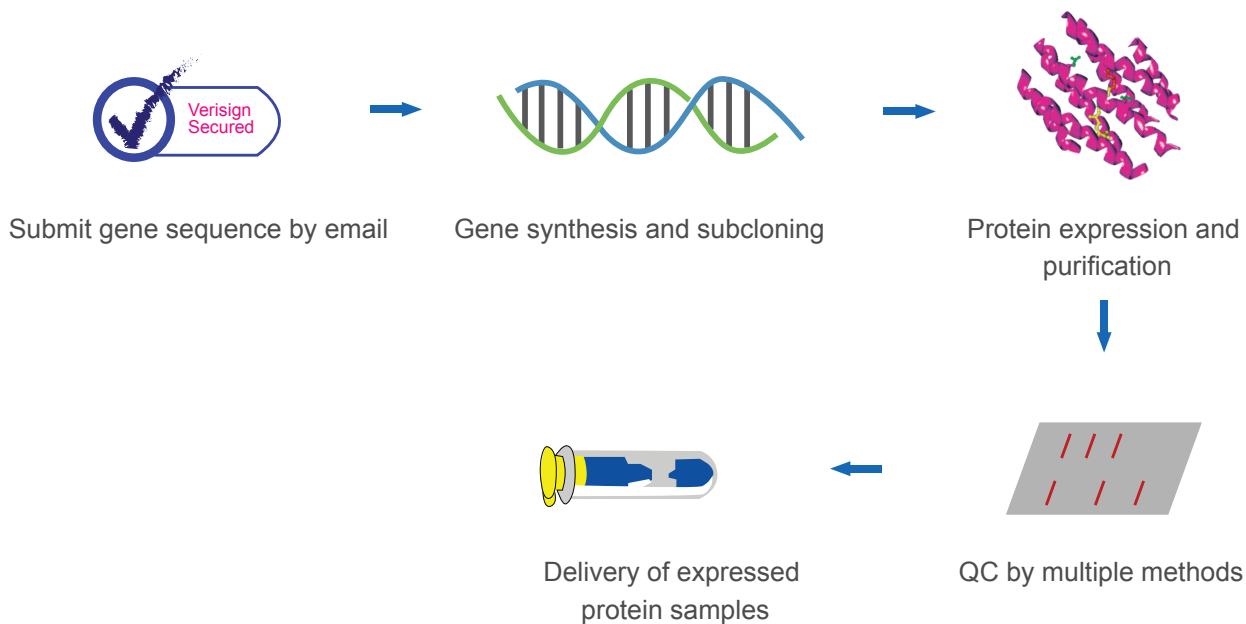 Verisign
Secured
Submit gene sequence by email
Gene synthesis and subcloning
Protein expression and
purification
Delivery of expressed
protein samples
QC by multiple methods